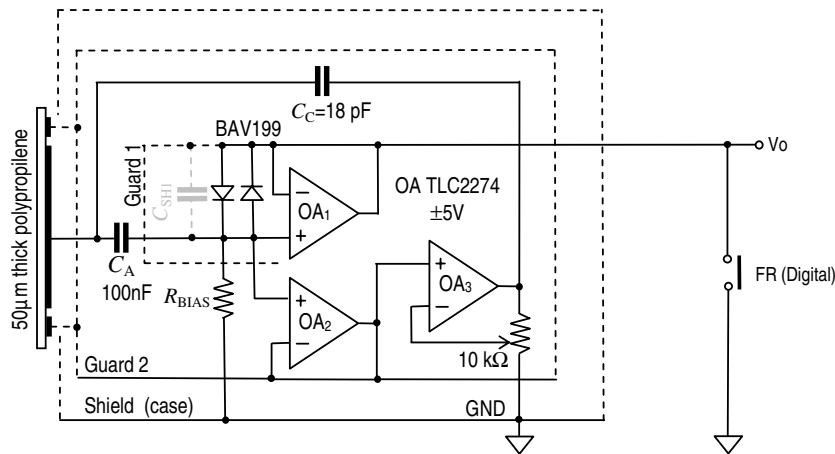 50µm thick polypropilene
C_C=18 pF
BAV199
Guard 1
C_SHI
C_A
100nF
R_BIAS
−
+
OA₁
+
−
OA₂
OA TLC2274
±5V
+
−
OA₃
10 kΩ
Vo
FR (Digital)
Guard 2
Shield (case)
GND